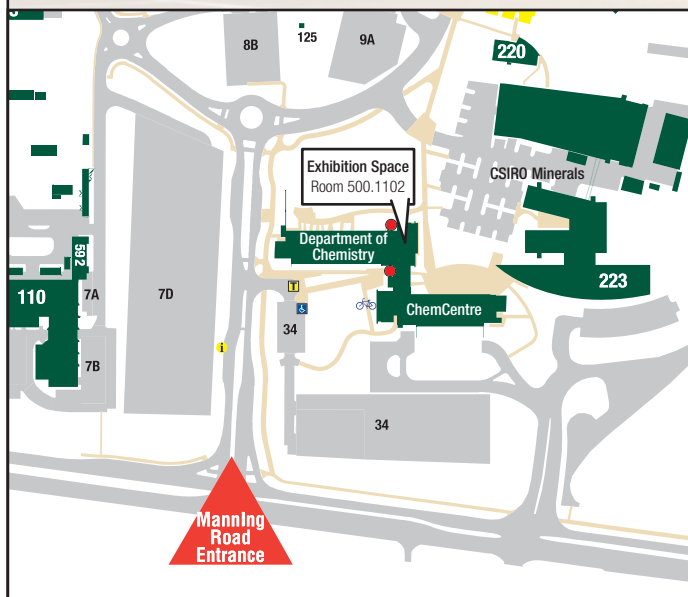 8B
125
9A
220
Exhibition Space
Room 500.1102
CSIRO Minerals
Department of
Chemistry
592
110
7A
7D
T
34
ChemCentre
223
7B
i
34
Manning
Road
Entrance